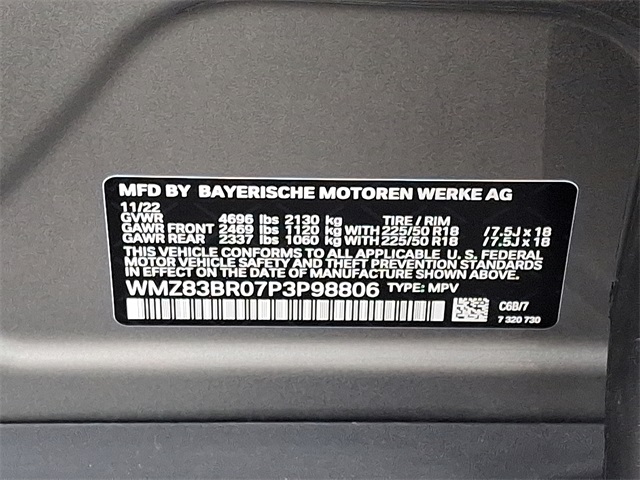 MFD BY BAYERISCHE MOTOREN WERKE AG
11/22
GVWR 4696 lbs 2130 kg TIRE / RIM
GAWR FRONT 2469 lbs 1120 kg WITH 225/50 R18 /7.5J x 18
GAWR REAR 2337 lbs 1060 kg WITH 225/50 R18 /7.5J x 18
THIS VEHICLE CONFORMS TO ALL APPLICABLE U. S. FEDERAL
MOTOR VEHICLE SAFETY AND THEFT PREVENTION STANDARDS
IN EFFECT ON THE DATE OF MANUFACTURE SHOWN ABOVE.
WMZ83BR07P3P98806 TYPE: MPV
C6B/7
7 320 730